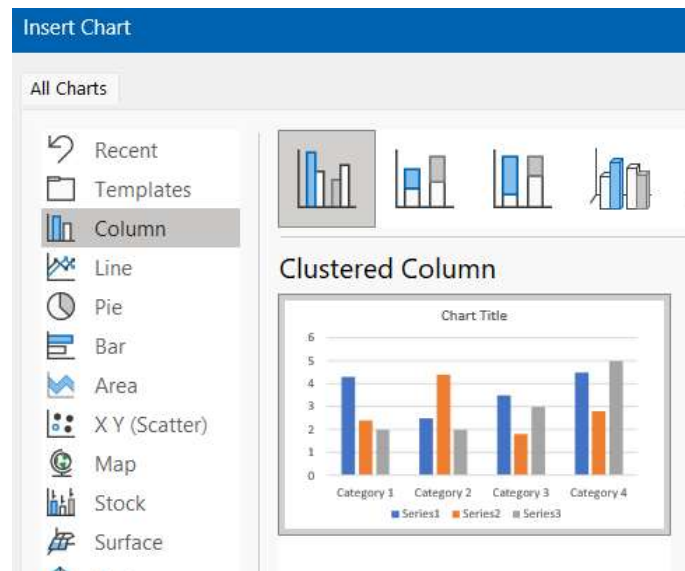 Insert Chart
All Charts
Recent
Templates
Column
Line
Pie
Bar
Area
X Y (Scatter)
Map
Stock
Surface
Clustered Column
Chart Title
6
5
4
3
2
1
0
Category 1 Category 2 Category 3 Category 4
Series1 Series2 Series3